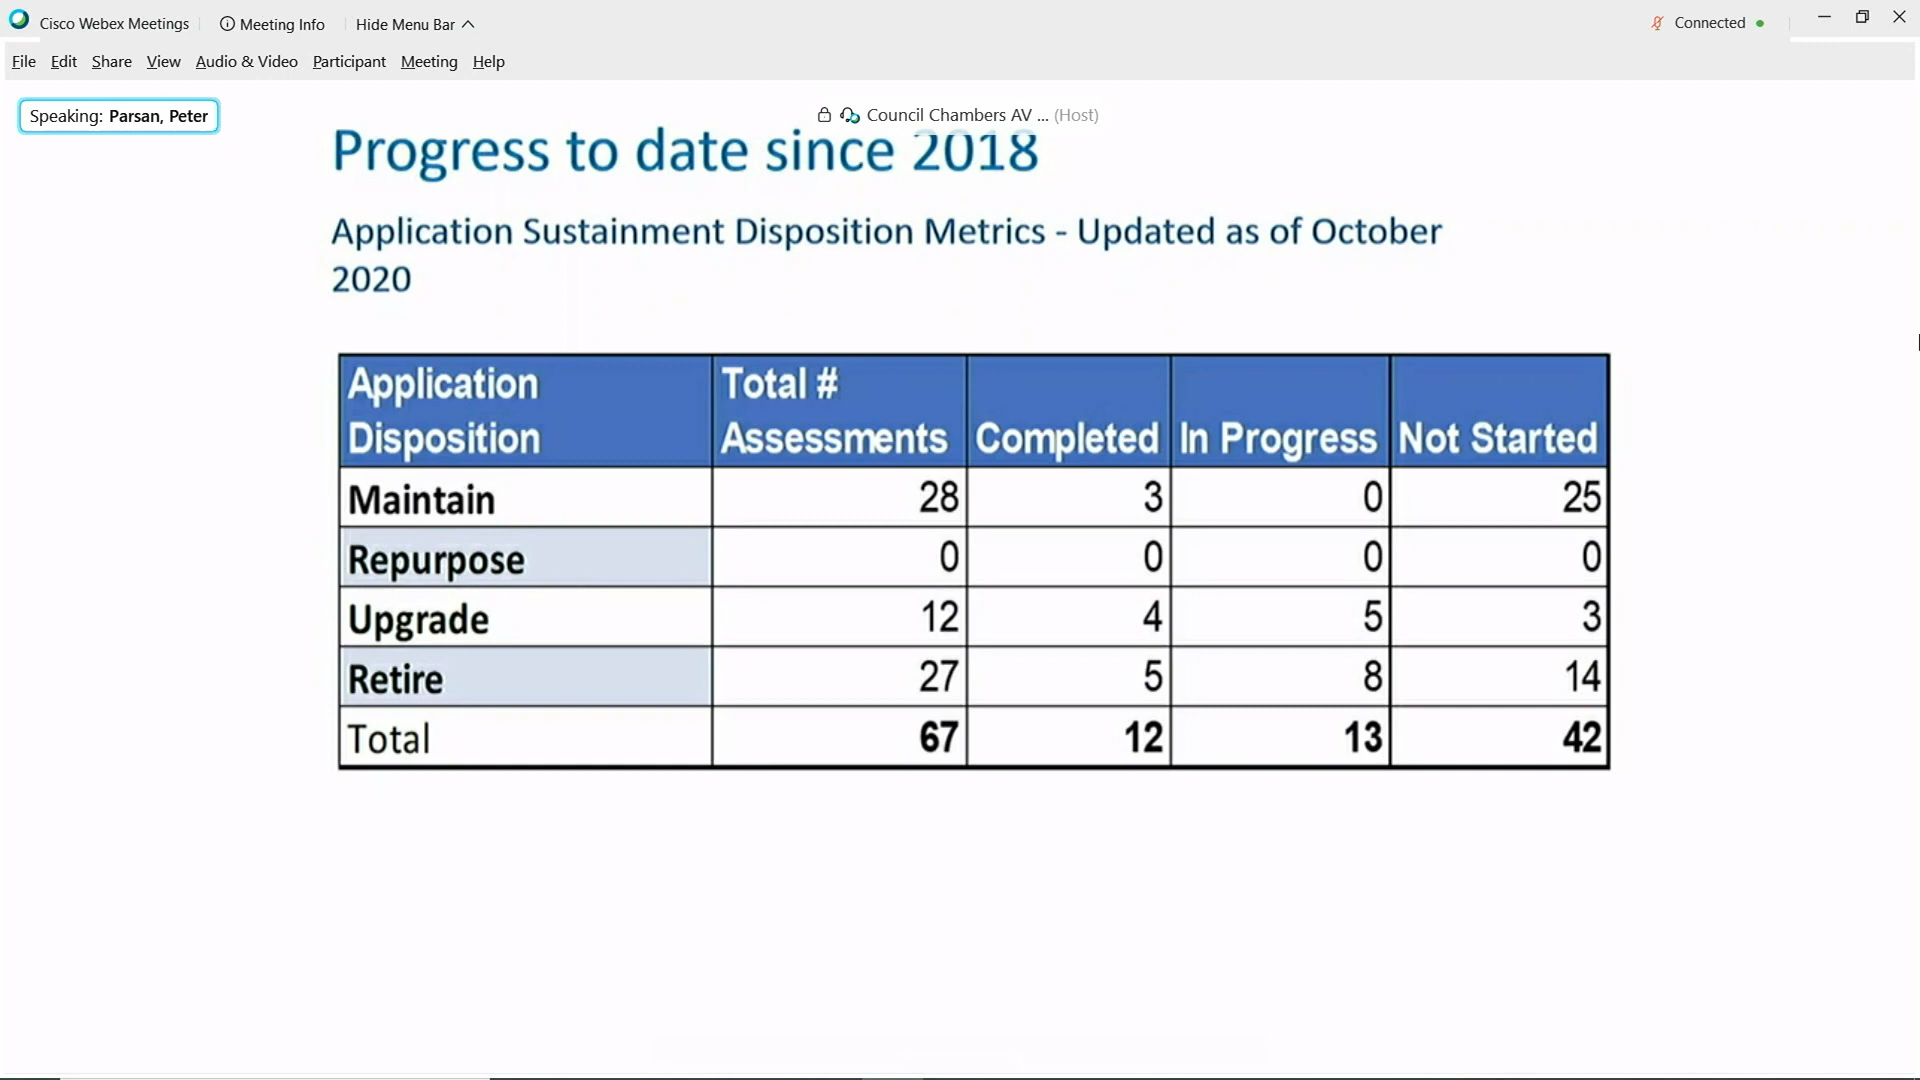 Cisco Webex Meetings Meeting Info Hide Menu Bar Connected
File Edit Share View Audio & Video Participant Meeting Help
Speaking: Parsan, Peter
Council Chambers AV ... (Host)
Progress to date since 2018
Application Sustainment Disposition Metrics - Updated as of October
2020
Application Disposition Total # Assessments Completed In Progress Not Started
Maintain 28 3 0 25
Repurpose 0 0 0 0
Upgrade 12 4 5 3
Retire 27 5 8 14
Total 67 12 13 42